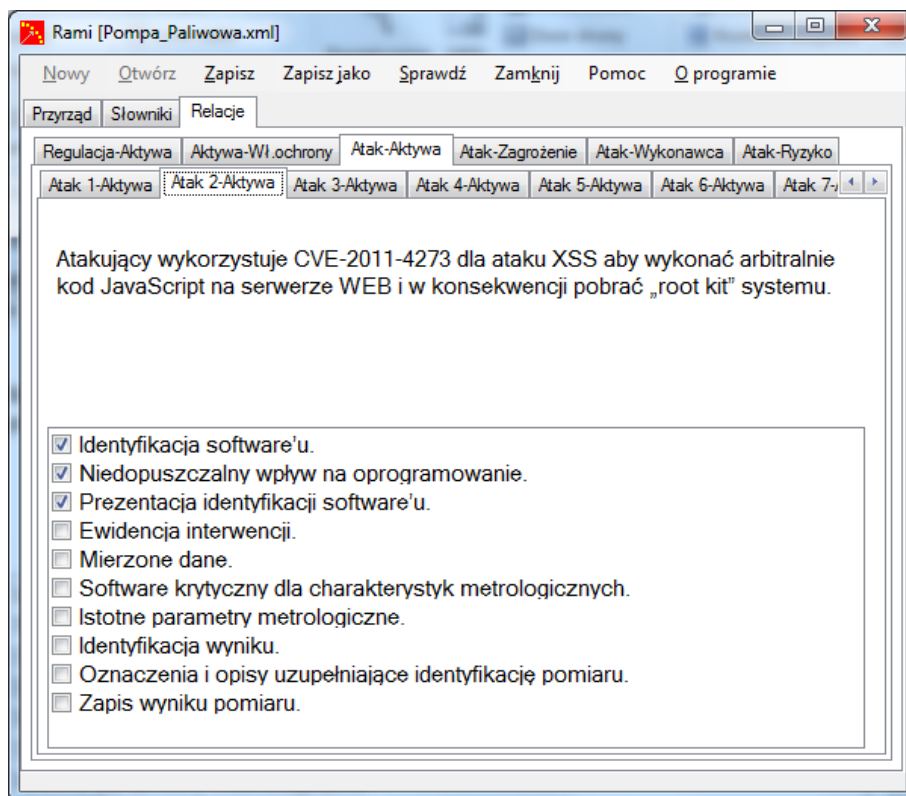 Rami [Pompa_Paliwowa.xml]
Nowy Otwórz Zapisz Zapisz jako Sprawdź Zamknij Pomoc O programie
Przyrząd Słowniki Relacje
Regulacja-Aktywa Aktywa-Wł.ochrony Atak-Aktywa Atak-Zagrożenie Atak-Wykonawca Atak-Ryzyko
Atak 1-Aktywa Atak 2-Aktywa Atak 3-Aktywa Atak 4-Aktywa Atak 5-Aktywa Atak 6-Aktywa Atak 7-
Atakujący wykorzystuje CVE-2011-4273 dla ataku XSS aby wykonać arbitralnie
kod JavaScript na serwerze WEB i w konsekwencji pobrać „root kit” systemu.
Identyfikacja software'u.
Niedopuszczalny wpływ na oprogramowanie.
Prezentacja identyfikacji software'u.
Ewidencja interwencji.
Mierzone dane.
Software krytyczny dla charakterystyk metrologicznych.
Istotne parametry metrologiczne.
Identyfikacja wyniku.
Oznaczenia i opisy uzupełniające identyfikację pomiaru.
Zapis wyniku pomiaru.